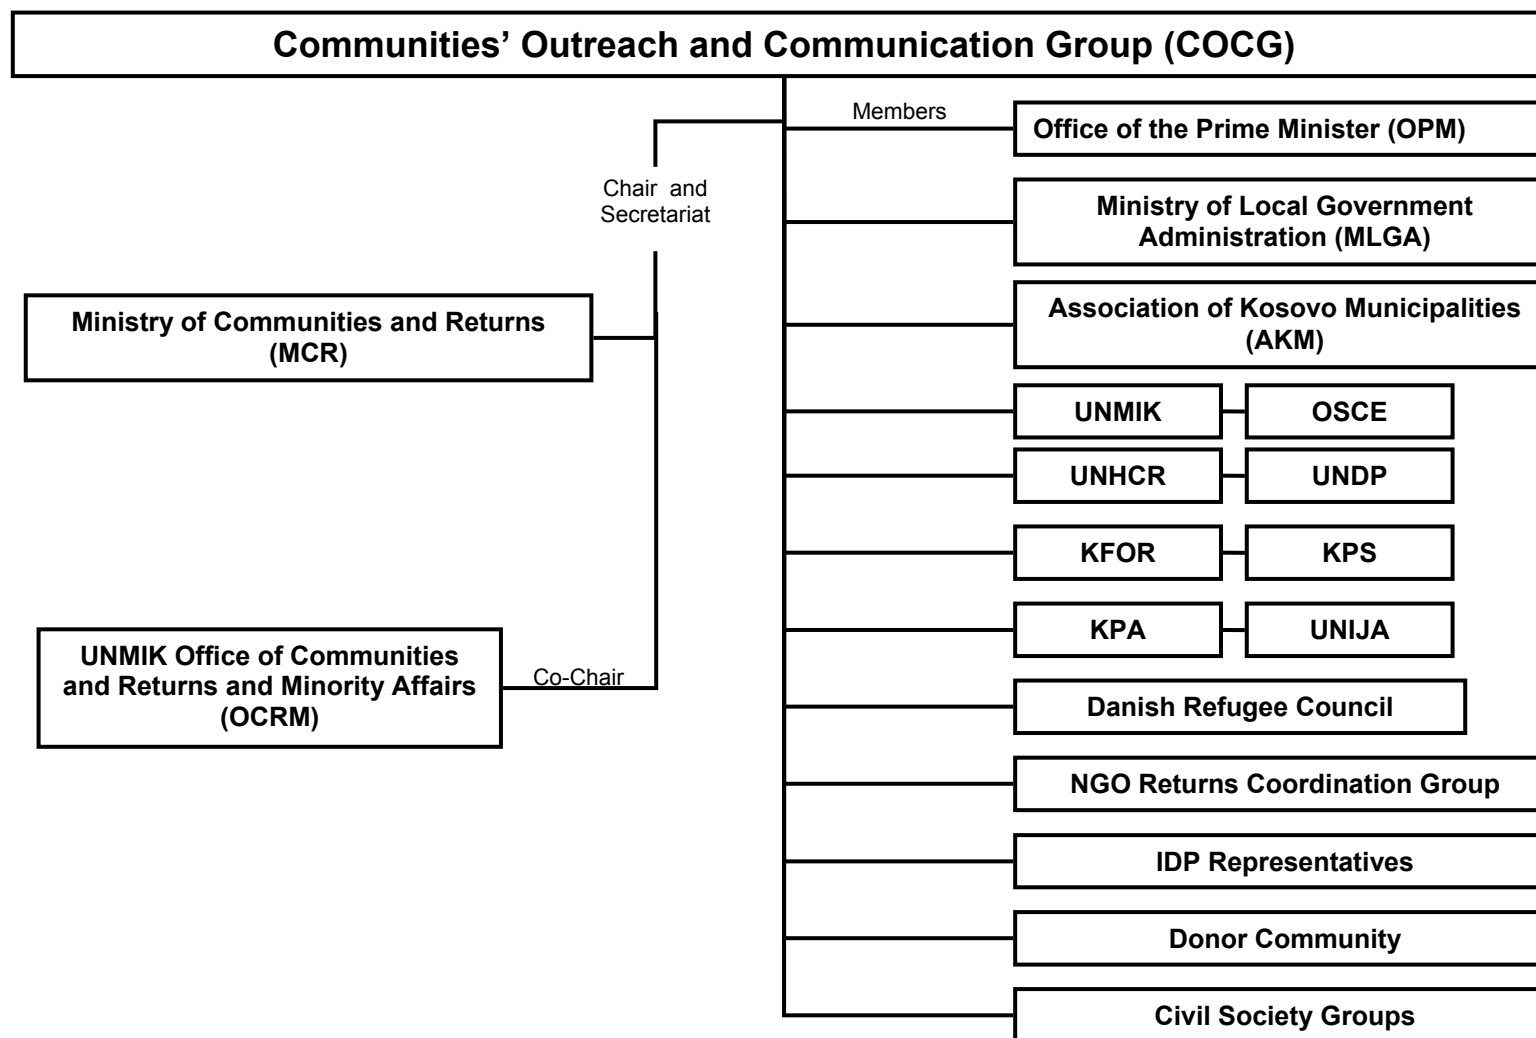 Communities’ Outreach and Communication Group (COCG)
Members
Office of the Prime Minister (OPM)
Chair and
Secretariat
Ministry of Local Government
Administration (MLGA)
Ministry of Communities and Returns
(MCR)
Association of Kosovo Municipalities
(AKM)
UNMIK
OSCE
UNHCR
UNDP
KFOR
KPS
KPA
UNIJA
UNMIK Office of Communities
and Returns and Minority Affairs
(OCRM)
Co-Chair
Danish Refugee Council
NGO Returns Coordination Group
IDP Representatives
Donor Community
Civil Society Groups